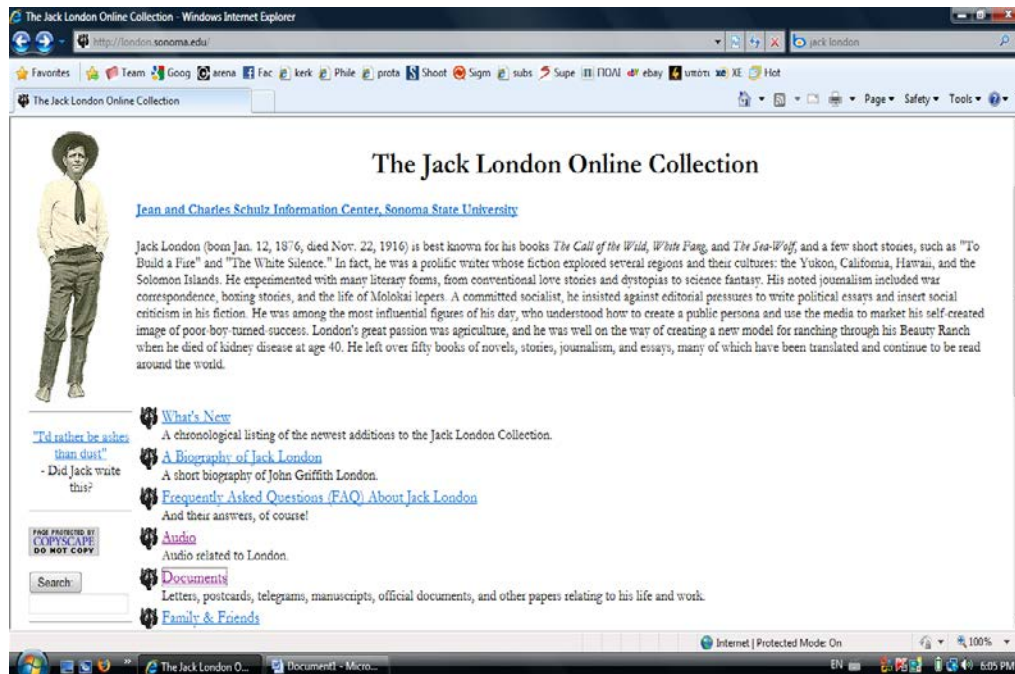 The Jack London Online Collection - Windows Internet Explorer
http://london.sonoma.edu/
jack london
Favorites Team Goog arena Fac kerk Phile prota Shoot Sigm subs Supe ΠΟΛΙ ebay XE Hot
The Jack London Online Collection
Page Safety Tools
The Jack London Online Collection
Jean and Charles Schulz Information Center, Sonoma State University
Jack London (born Jan. 12, 1876, died Nov. 22, 1916) is best known for his books The Call of the Wild, White Fang, and The Sea-Wolf, and a few short stories, such as "To
Build a Fire" and "The White Silence." In fact, he was a prolific writer whose fiction explored several regions and their cultures: the Yukon, California, Hawaii, and the
Solomon Islands. He experimented with many literary forms, from conventional love stories and dystopias to science fantasy. His noted journalism included war
correspondence, boxing stories, and the life of Molokai lepers. A committed socialist, he insisted against editorial pressures to write political essays and insert social
criticism in his fiction. He was among the most influential figures of his day, who understood how to create a public persona and use the media to market his self-created
image of poor-boy-turned-success. London's great passion was agriculture, and he was well on the way of creating a new model for ranching through his Beauty Ranch
when he died of kidney disease at age 40. He left over fifty books of novels, stories, journalism, and essays, many of which have been translated and continue to be read
around the world.
"I'd rather be ashes
than dust"
- Did Jack write
this?
PAGE PROTECTED BY
COPYSCAPE
DO NOT COPY
Search:
What's New
A chronological listing of the newest additions to the Jack London Collection.
A Biography of Jack London
A short biography of John Griffith London.
Frequently Asked Questions (FAQ) About Jack London
And their answers, of course!
Audio
Audio related to London.
Documents
Letters, postcards, telegrams, manuscripts, official documents, and other papers relating to his life and work.
Family & Friends
Internet | Protected Mode: On
100%
The Jack London O...
Document1 - Micro...
EN
6:05 PM